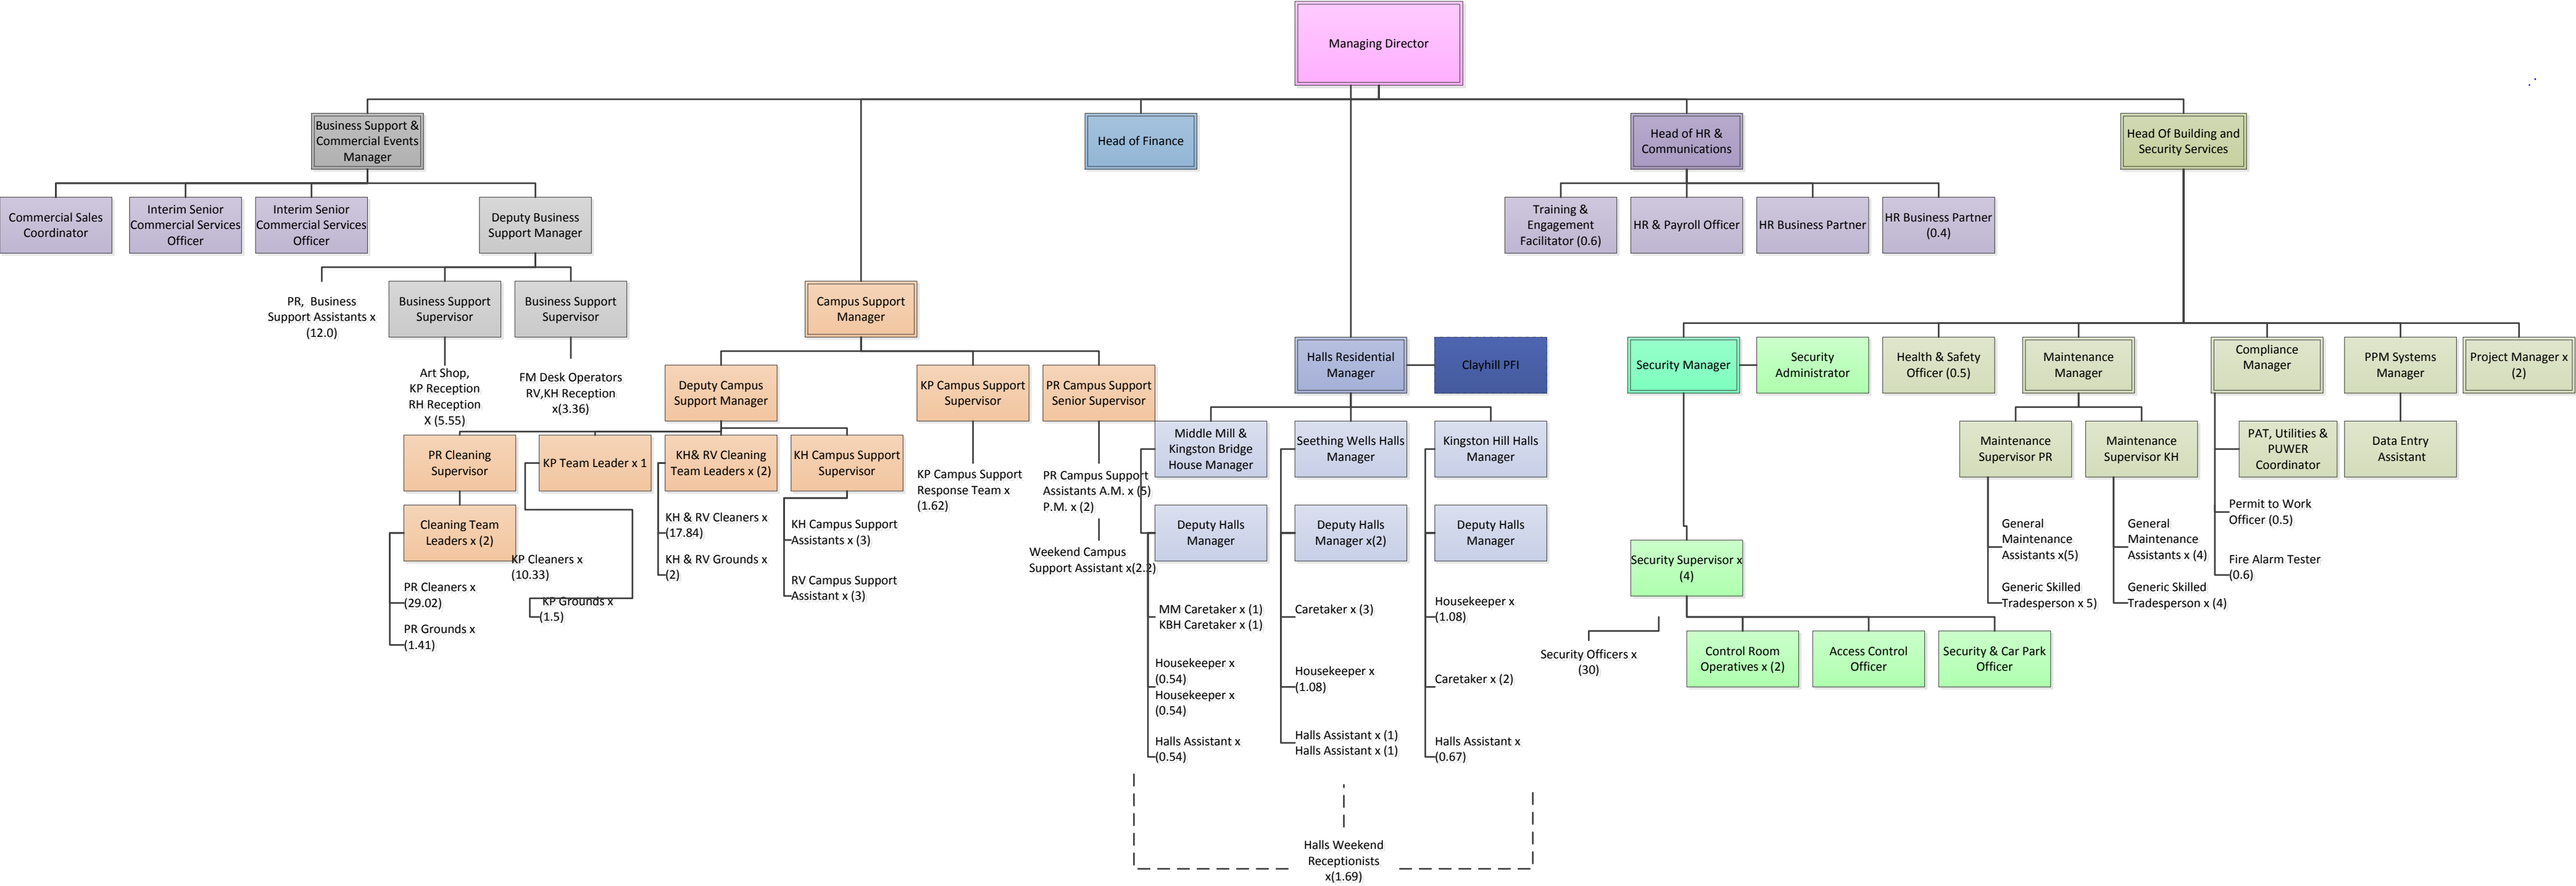 Managing Director
Business Support &
Commercial Events
Manager
Head of Finance
Head of HR &
Communications
Head Of Building and
Security Services
Commercial Sales
Coordinator
Interim Senior
Commercial Services
Officer
Interim Senior
Commercial Services
Officer
Deputy Business
Support Manager
Training &
Engagement
Facilitator (0.6)
HR & Payroll Officer
HR Business Partner
HR Business Partner
(0.4)
PR,  Business
Support Assistants x
(12.0)
Business Support
Supervisor
Business Support
Supervisor
Art Shop,
KP Reception
RH Reception
X (5.55)
FM Desk Operators
RV,KH Reception
x(3.36)
Campus Support
Manager
Deputy Campus
Support Manager
KP Campus Support
Supervisor
PR Campus Support
Senior Supervisor
PR Cleaning
Supervisor
KP Team Leader x 1
KH& RV Cleaning
Team Leaders x (2)
KH Campus Support
Supervisor
Cleaning Team
Leaders x (2)
PR Cleaners x
(29.02)
PR Grounds x
(1.41)
KP Cleaners x
(10.33)
KP Grounds x
(1.5)
KH & RV Cleaners x
(17.84)
KH & RV Grounds x
(2)
KH Campus Support
Assistants x (3)
RV Campus Support
Assistant x (3)
KP Campus Support
Response Team x
(1.62)
PR Campus Support
Assistants A.M. x (5)
P.M. x (2)
Weekend Campus
Support Assistant x(2.2)
Halls Residential
Manager
Clayhill PFI
Middle Mill &
Kingston Bridge
House Manager
Seething Wells Halls
Manager
Kingston Hill Halls
Manager
Deputy Halls
Manager
Deputy Halls
Manager x(2)
Deputy Halls
Manager
MM Caretaker x (1)
KBH Caretaker x (1)
Housekeeper x
(0.54)
Housekeeper x
(0.54)
Halls Assistant x
(0.54)
Caretaker x (3)
Housekeeper x
(1.08)
Halls Assistant x (1)
Halls Assistant x (1)
Housekeeper x
(1.08)
Caretaker x (2)
Halls Assistant x
(0.67)
Halls Weekend
Receptionists
x(1.69)
Security Manager
Security
Administrator
Health & Safety
Officer (0.5)
Maintenance
Manager
Compliance
Manager
PPM Systems
Manager
Project Manager x
(2)
Maintenance
Supervisor PR
Maintenance
Supervisor KH
PAT, Utilities &
PUWER
Coordinator
Data Entry
Assistant
General
Maintenance
Assistants x(5)
Generic Skilled
Tradesperson x 5)
General
Maintenance
Assistants x (4)
Generic Skilled
Tradesperson x (4)
Permit to Work
Officer (0.5)
Fire Alarm Tester
(0.6)
Security Supervisor x
(4)
Security Officers x
(30)
Control Room
Operatives x (2)
Access Control
Officer
Security & Car Park
Officer